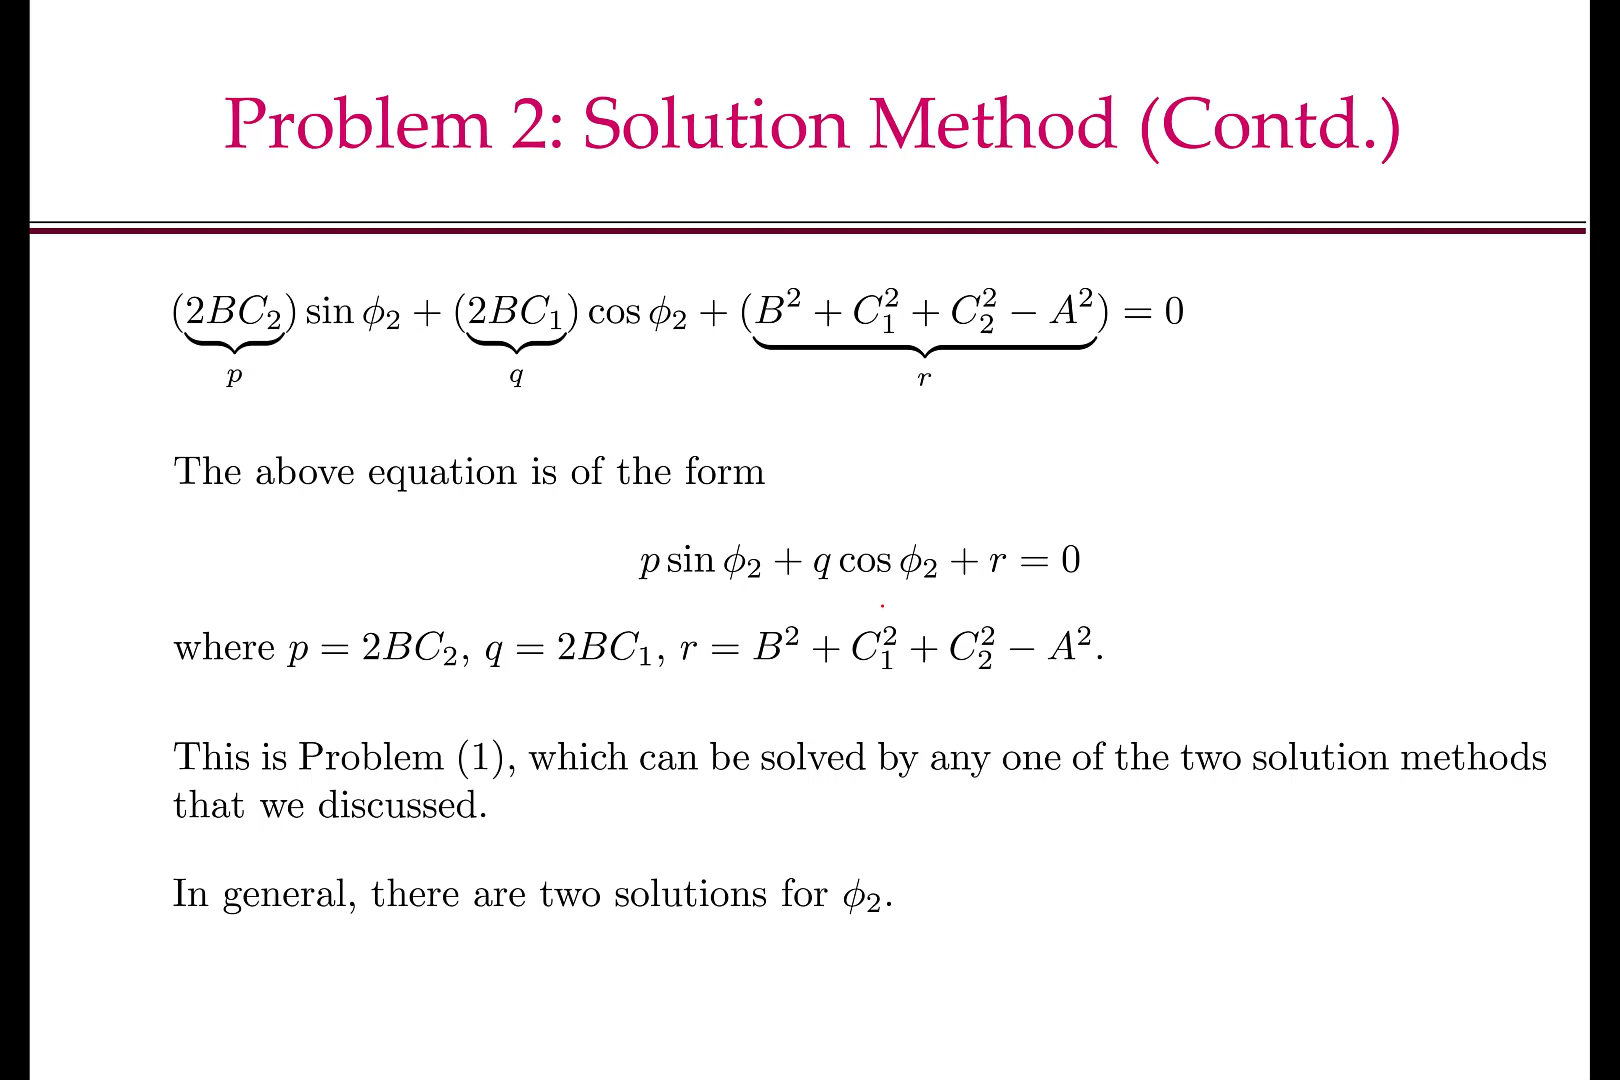 Problem 2: Solution Method (Contd.)
(2BC₂) sin ϕ₂ + (2BC₁) cos ϕ₂ + (B² + C₁² + C₂² − A²) = 0
p q r
The above equation is of the form
p sin ϕ₂ + q cos ϕ₂ + r = 0
where p = 2BC₂, q = 2BC₁, r = B² + C₁² + C₂² − A².
This is Problem (1), which can be solved by any one of the two solution methods
that we discussed.
In general, there are two solutions for ϕ₂.